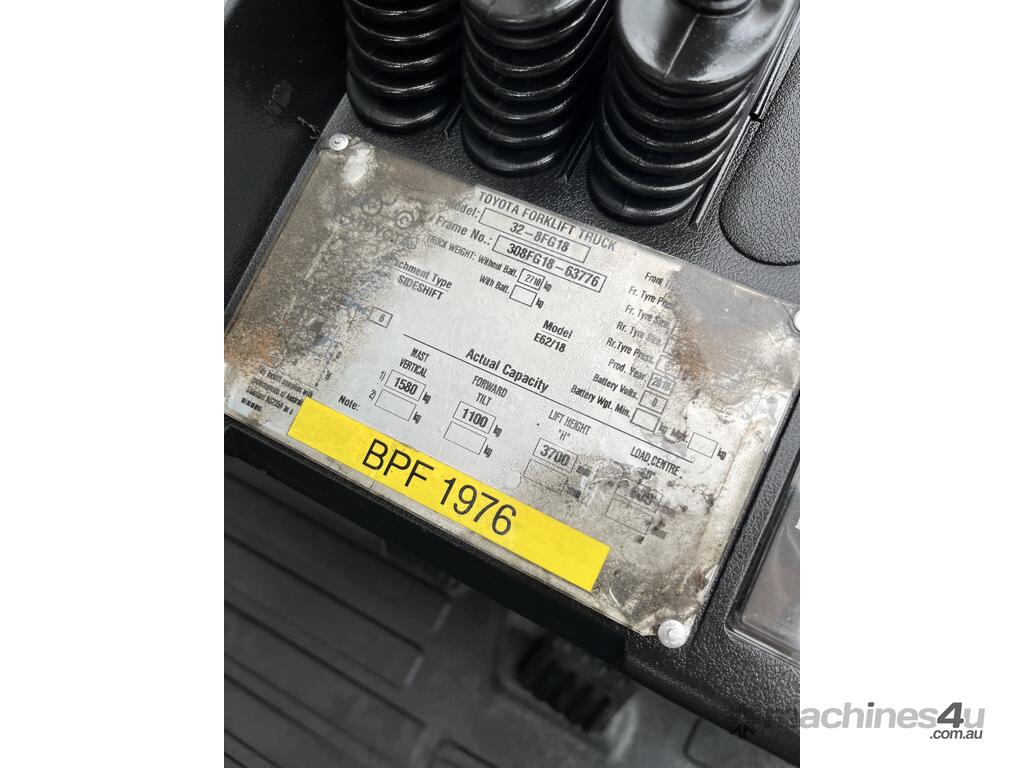 TOYOTA FORKLIFT TRUCK
Model: 32-8FG18
Frame No.: 308FG18-63776
TRUCK WEIGHT: Without Batt. 2710 kg
With Batt. kg
Attachment Type
SIDESHIFT
Model
E62/18
6
Front
Fr. Tyre Pres.
Fr. Tyre Size
Rr. Tyre Size
Rr. Tyre Press.
Prod. Year
Battery Volts. 0
Battery Wgt. Min. kg Max. kg
Actual Capacity
MAST
VERTICAL
FORWARD
TILT
LIFT HEIGHT
"H"
LOAD CENTRE
1) 1580 kg 1100 kg 3700 mm
2) kg kg mm mm
Note:
BPF 1976
machines4u
.com.au